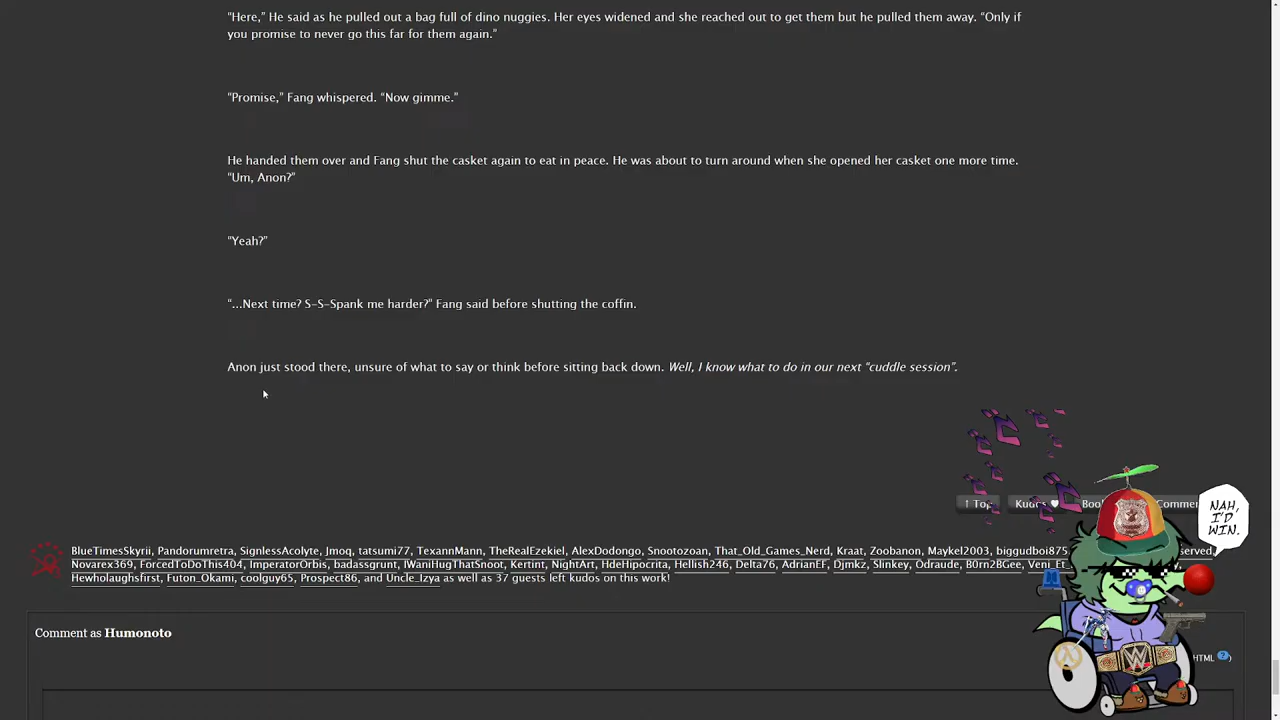 “Here,” He said as he pulled out a bag full of dino nuggies. Her eyes widened and she reached out to get them but he pulled them away. “Only if
you promise to never go this far for them again.”
“Promise,” Fang whispered. “Now gimme.”
He handed them over and Fang shut the casket again to eat in peace. He was about to turn around when she opened her casket one more time.
“Um, Anon?”
“Yeah?”
“...Next time? S-S-Spank me harder?” Fang said before shutting the coffin.
Anon just stood there, unsure of what to say or think before sitting back down. Well, I know what to do in our next “cuddle session”.
↑ Top Kudos ♥ Boo Commen
NAH,
I'D
WIN.
BlueTimesSkyrii, Pandorumretra, SignlessAcolyte, Jmoq, tatsumi77, TexannMann, TheRealEzekiel, AlexDodongo, Snootozoan, That_Old_Games_Nerd, Kraat, Zoobanon, Maykel2003, bigguboi875 served,
Novarex369, ForcedToDoThis404, ImperatorOrbis, badassgrunt, IWaniHugThatSnoot, Kertint, NightArt, HdeHipocrita, Hellish246, Delta76, AdrianEF, Djmkz, Slinkey, Odraude, B0rn2BGee, Veni_Et_
Hewholaughsfirst, Futon_Okami, coolguy65, Prospect86, and Uncle_Izya as well as 37 guests left kudos on this work!
Comment as Humonoto
HTML ?)
W